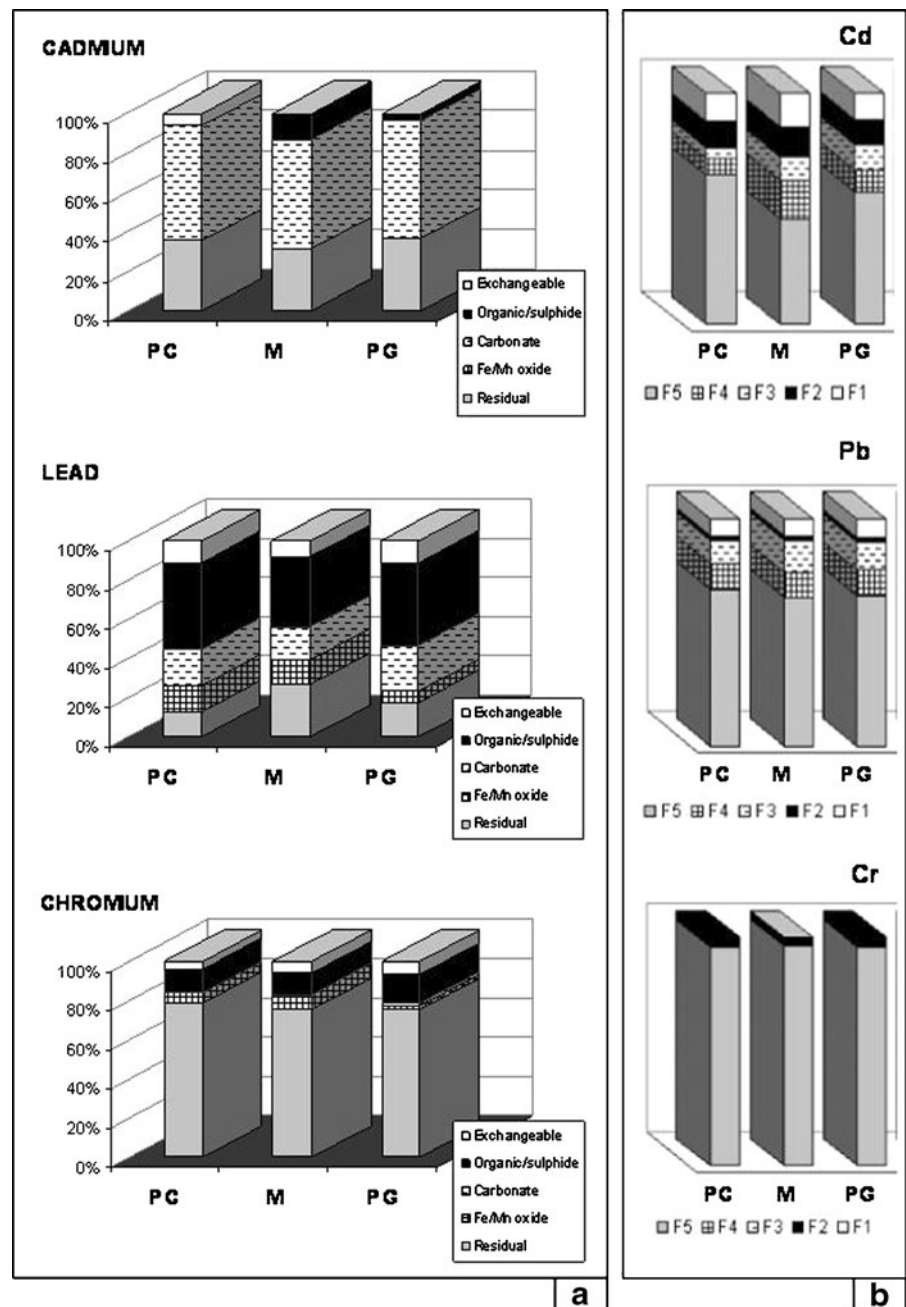 CADMIUM
100%
80%
60%
40%
20%
0%
PC M PG
Exchangeable
Organic/sulphide
Carbonate
Fe/Mn oxide
Residual
LEAD
100%
80%
60%
40%
20%
0%
PC M PG
Exchangeable
Organic/sulphide
Carbonate
Fe/Mn oxide
Residual
CHROMIUM
100%
80%
60%
40%
20%
0%
PC M PG
Exchangeable
Organic/sulphide
Carbonate
Fe/Mn oxide
Residual
a
Cd
PC M PG
F5 F4 F3 F2 F1
Pb
PC M PG
F5 F4 F3 F2 F1
Cr
PC M PG
F5 F4 F3 F2 F1
b